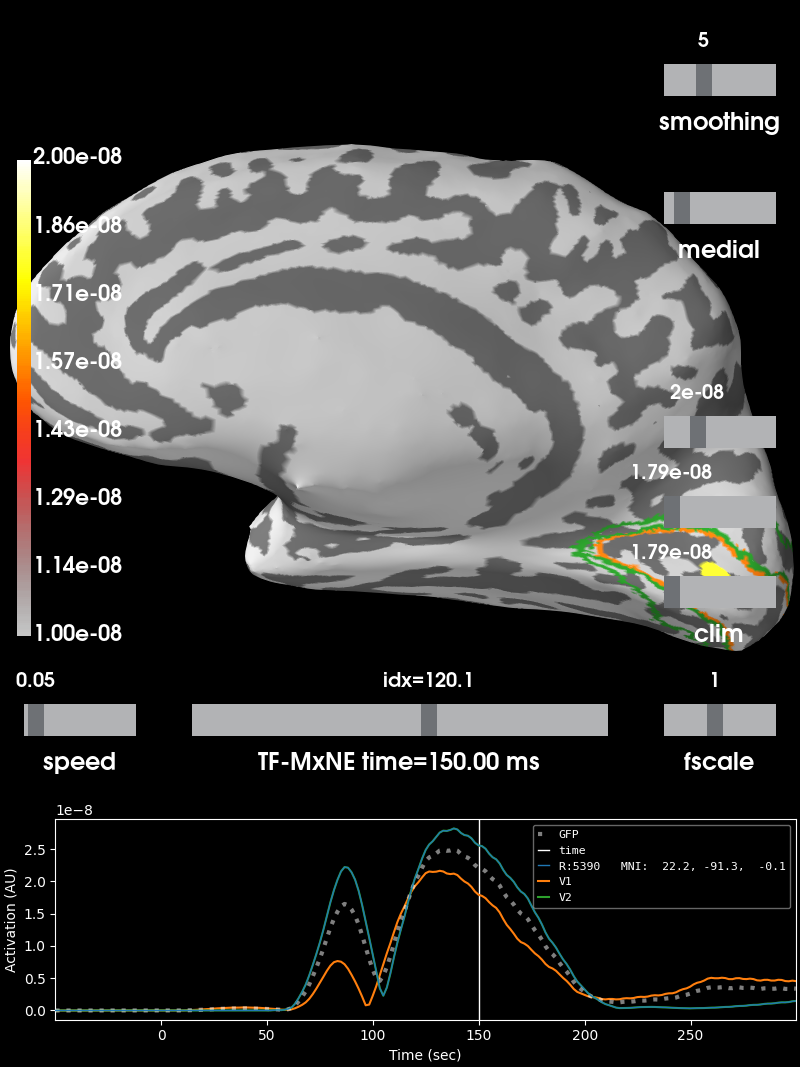 5
smoothing
2.00e-08
1.86e-08
medial
1.71e-08
1.57e-08
2e-08
1.43e-08
1.79e-08
1.29e-08
1.79e-08
1.14e-08
1.00e-08
clim
0.05
idx=120.1
1
speed
TF-MxNE time=150.00 ms
fscale
1e−8
GFP
time
R:5390 MNI: 22.2, -91.3, -0.1
V1
V2
2.5
2.0
1.5
1.0
0.5
0.0
Activation (AU)
0 50 100 150 200 250
Time (sec)